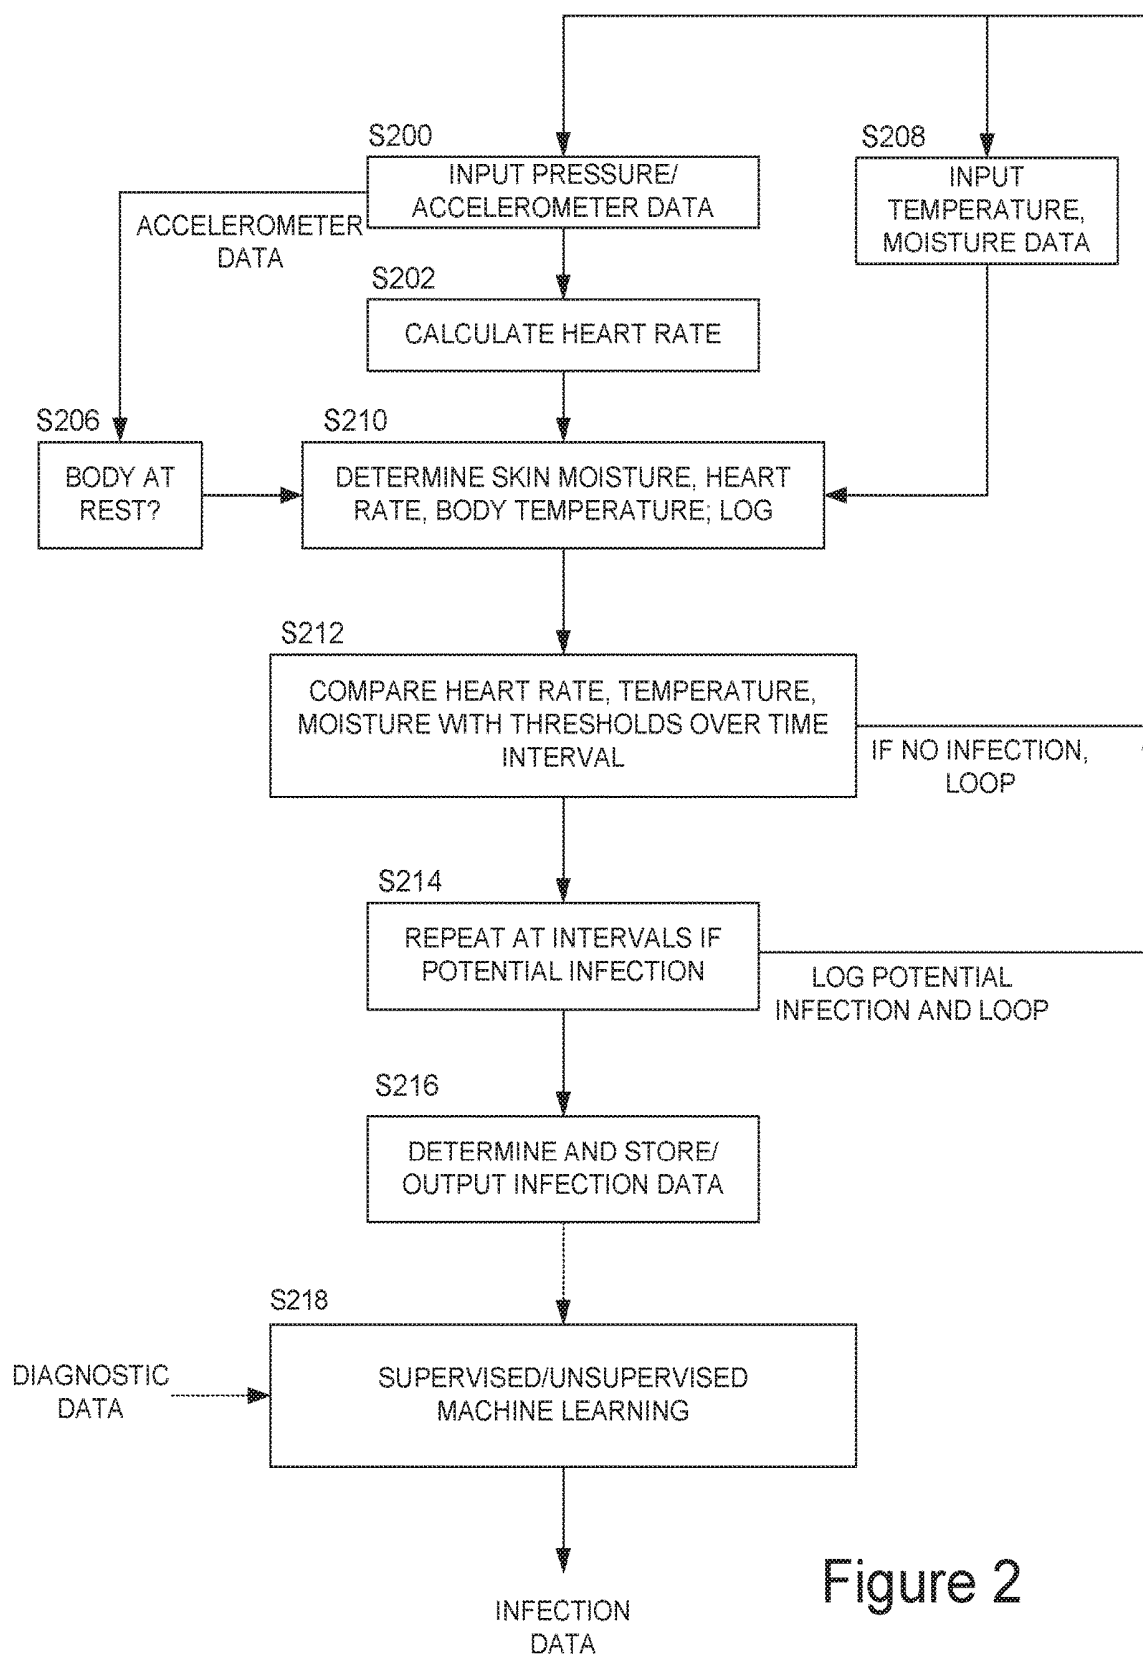 S200
INPUT PRESSURE/
ACCELEROMETER DATA
S208
INPUT
TEMPERATURE,
MOISTURE DATA
ACCELEROMETER
DATA
S202
CALCULATE HEART RATE
S206
BODY AT
REST?
S210
DETERMINE SKIN MOISTURE, HEART
RATE, BODY TEMPERATURE; LOG
S212
COMPARE HEART RATE, TEMPERATURE,
MOISTURE WITH THRESHOLDS OVER TIME
INTERVAL
IF NO INFECTION,
LOOP
S214
REPEAT AT INTERVALS IF
POTENTIAL INFECTION
LOG POTENTIAL
INFECTION AND LOOP
S216
DETERMINE AND STORE/
OUTPUT INFECTION DATA
S218
SUPERVISED/UNSUPERVISED
MACHINE LEARNING
DIAGNOSTIC
DATA
INFECTION
DATA
Figure 2